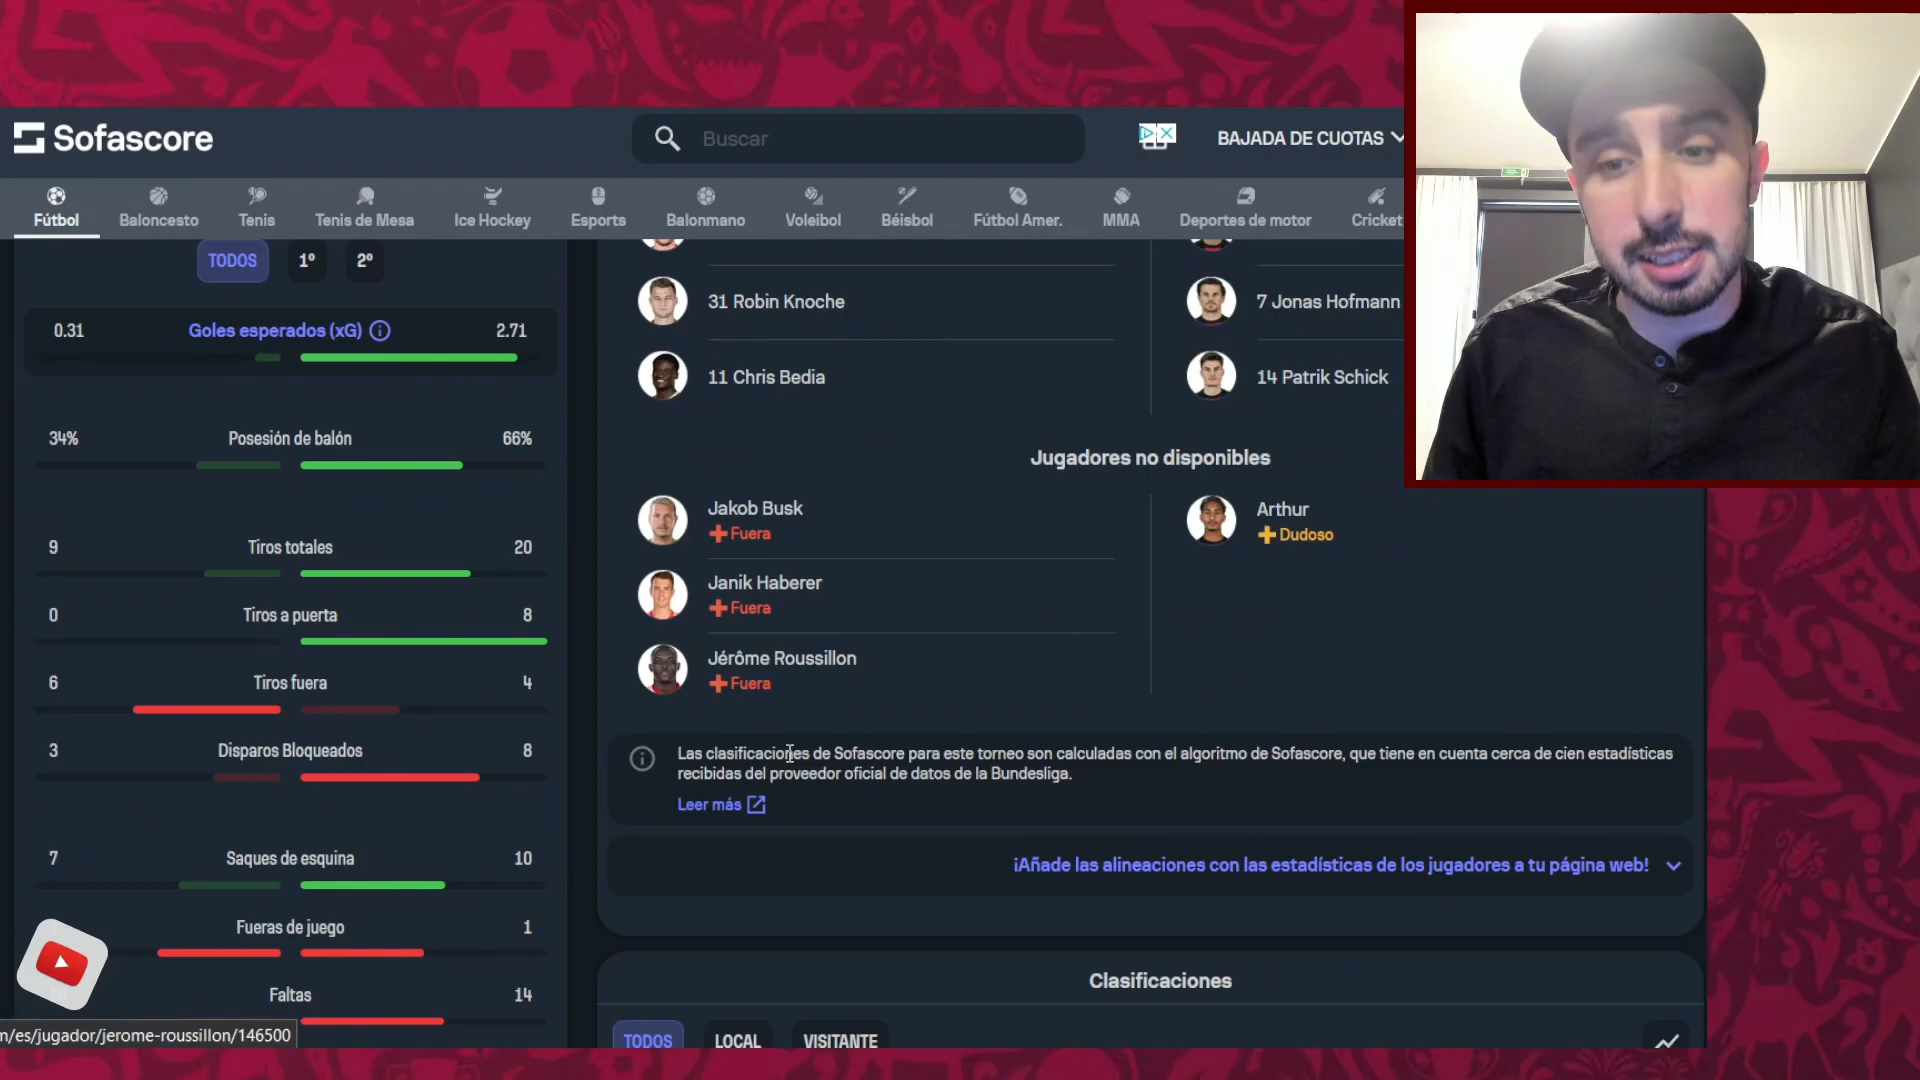 Sofascore
Buscar
BAJADA DE CUOTAS
Fútbol
Baloncesto
Tenis
Tenis de Mesa
Ice Hockey
Esports
Balonmano
Voleibol
Béisbol
Fútbol Amer.
MMA
Deportes de motor
Cricket
TODOS
1º
2º
0.31 Goles esperados (xG) 2.71
34% Posesión de balón 66%
9 Tiros totales 20
0 Tiros a puerta 8
6 Tiros fuera 4
3 Disparos Bloqueados 8
7 Saques de esquina 10
Fueras de juego 1
Faltas 14
m/es/jugador/jerome-roussillon/146500
31 Robin Knoche
7 Jonas Hofmann
11 Chris Bedia
14 Patrik Schick
Jugadores no disponibles
Jakob Busk
Fuera
Arthur
Dudoso
Janik Haberer
Fuera
Jérôme Roussillon
Fuera
Las clasificaciones de Sofascore para este torneo son calculadas con el algoritmo de Sofascore, que tiene en cuenta cerca de cien estadísticas
recibidas del proveedor oficial de datos de la Bundesliga.
Leer más
¡Añade las alineaciones con las estadísticas de los jugadores a tu página web!
Clasificaciones
TODOS
LOCAL
VISITANTE